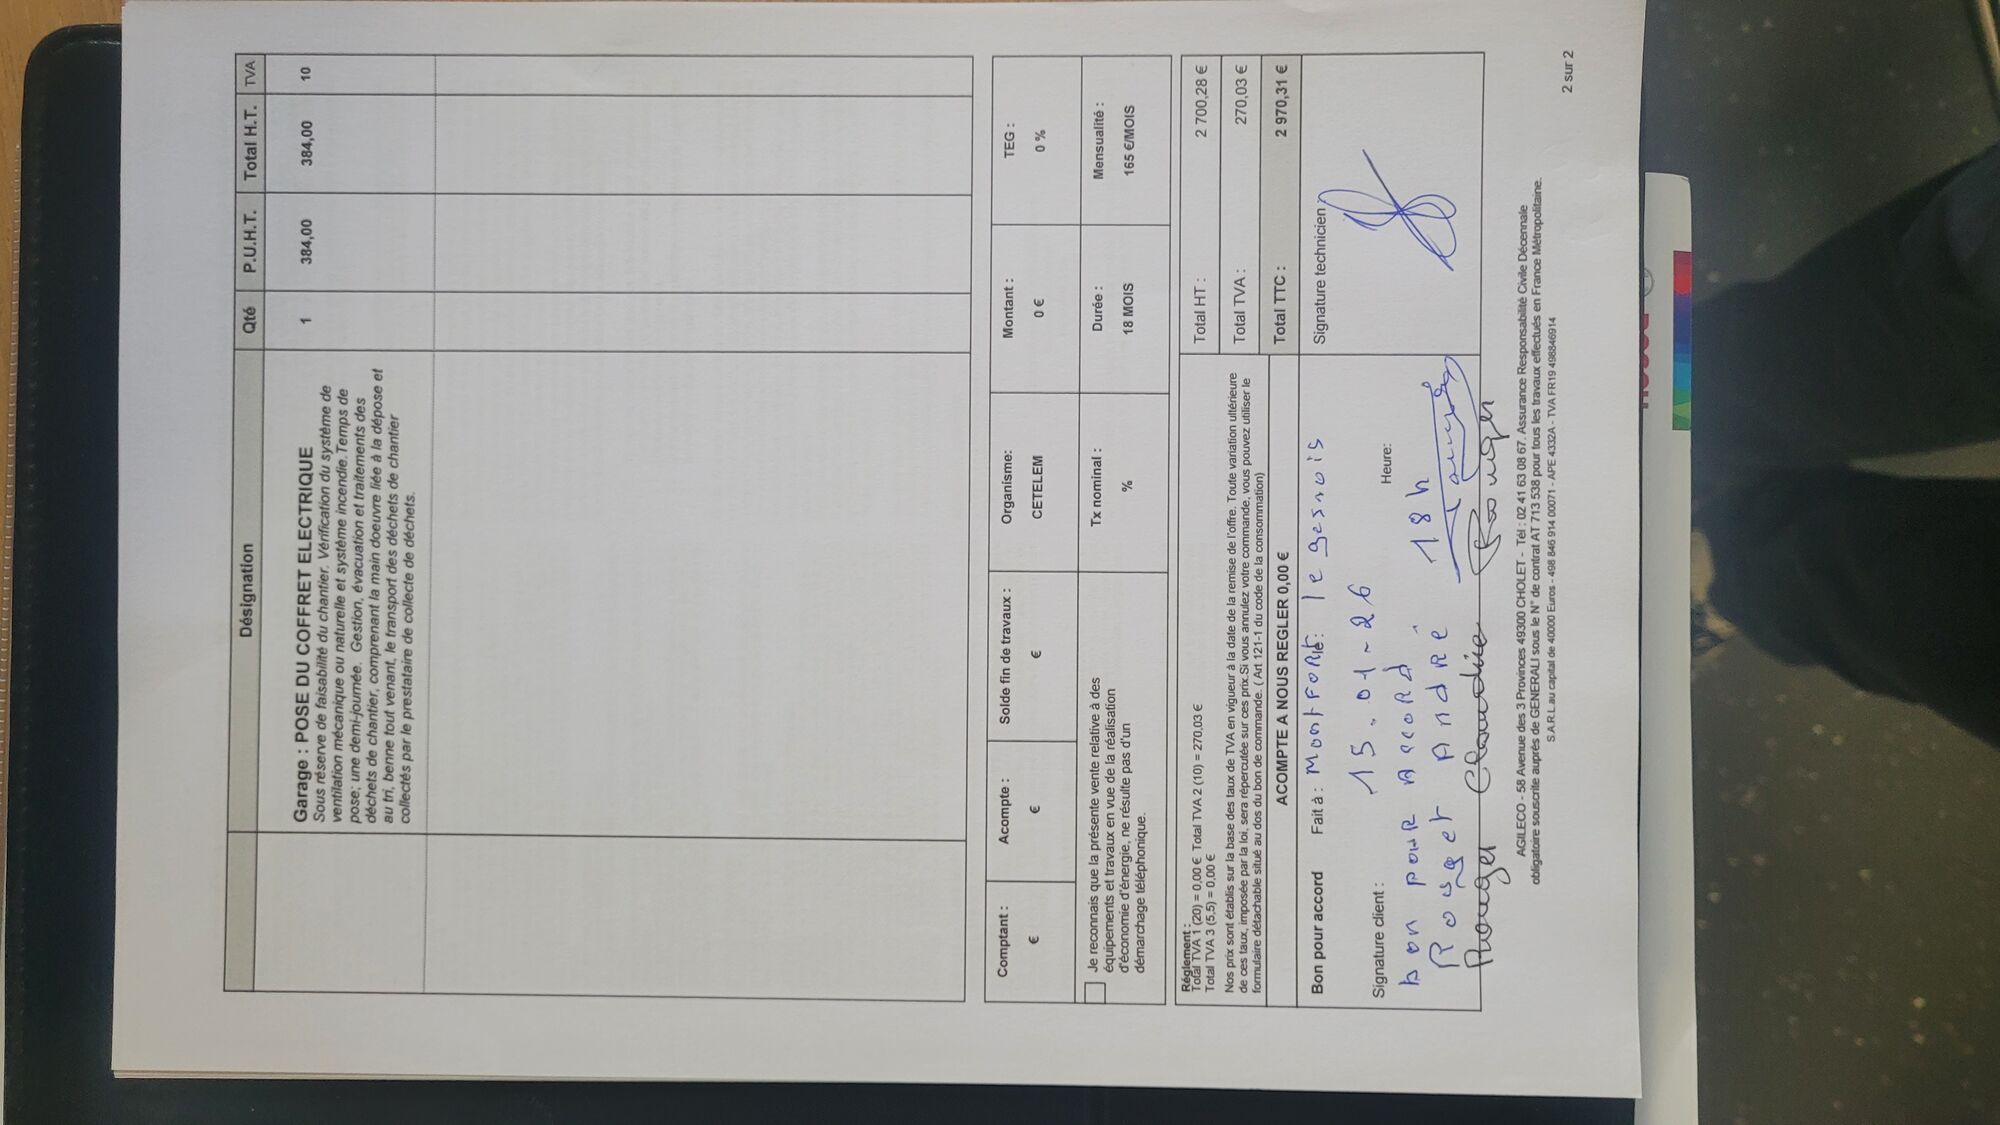 Désignation Qté P.U.H.T. Total H.T. TVA
Garage : POSE DU COFFRET ELECTRIQUE 1 384,00 384,00 10
Sous réserve de faisabilité du chantier. Vérification du système de
ventilation mécanique ou naturelle et système incendie.Temps de
pose; une demi-journée. Gestion, évacuation et traitements des
déchets de chantier, comprenant la main doeuvre liée à la dépose et
au tri, benne tout venant, le transport des déchets de chantier
collectés par le prestataire de collecte de déchets.
Comptant : Acompte : Solde fin de travaux : Organisme: Montant : TEG :
€ € € CETELEM 0 € 0 %
Je reconnais que la présente vente relative à des
équipements et travaux en vue de la réalisation
d'économie d'énergie, ne résulte pas d'un
démarchage téléphonique.
Tx nominal : Durée : Mensualité :
% 18 MOIS 165 €/MOIS
Réglement :
Total TVA 1 (20) = 0,00 € Total TVA 2 (10) = 270,03 €
Total TVA 3 (5,5) = 0,00 €
Nos prix sont établis sur la base des taux de TVA en vigueur à la date de la remise de l'offre. Toute variation ultérieure
de ces taux, imposée par la loi, sera répercutée sur ces prix.Si vous annulez votre commande, vous pouvez utiliser le
formulaire détachable situé au dos du bon de commande. ( Art 121-1 du code de la consommation)
ACOMPTE A NOUS REGLER 0,00 €
Total HT : 2 700,28 €
Total TVA : 270,03 €
Total TTC : 2 970,31 €
Bon pour accord Fait à : MontFORt le gesnois
le: 15-01-26 Heure: 18h
Signature client :
bon pour Accord
Rouger André
Rouger Claudine Rouger
Signature technicien
AGILECO - 58 Avenue des 3 Provinces 49300 CHOLET - Tél : 02 41 63 08 67. Assurance Responsabilité Civile Décennale
obligatoire souscrite auprès de GENERALI sous le N° de contrat AT 713 538 pour tous les travaux effectués en France Métropolitaine.
S.A.R.L au capital de 40000 Euros - 498 846 914 00071 - APE 4332A - TVA FR19 498846914
2 sur 2